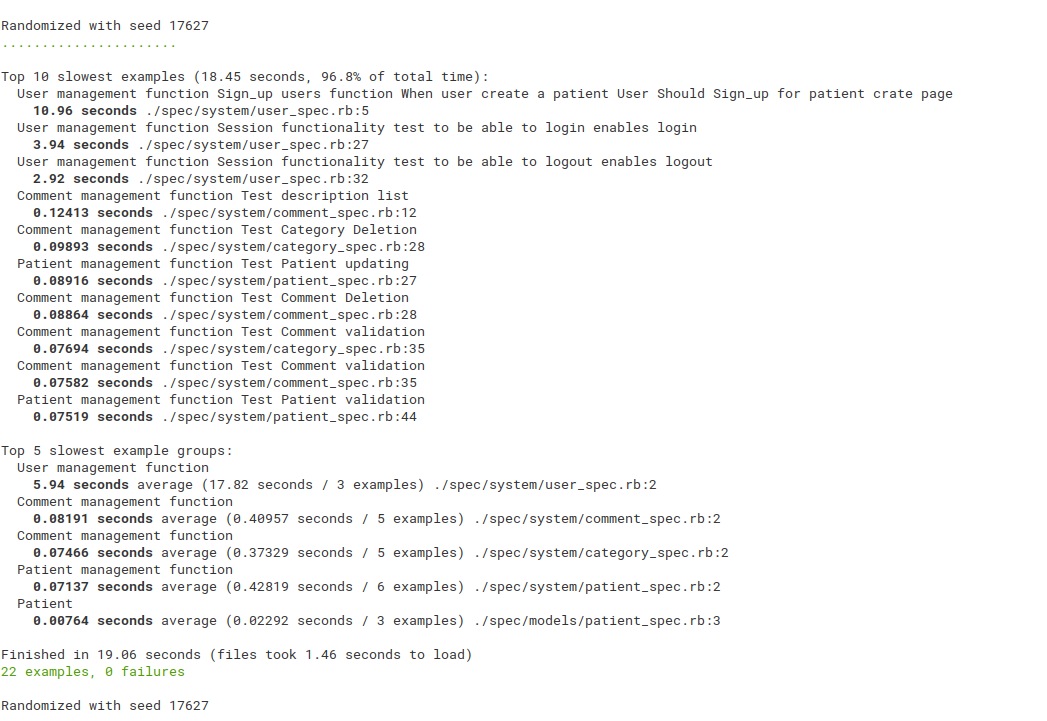 Randomized with seed 17627
......................
Top 10 slowest examples (18.45 seconds, 96.8% of total time):
User management function Sign_up users function When user create a patient User Should Sign_up for patient crate page
10.96 seconds ./spec/system/user_spec.rb:5
User management function Session functionality test to be able to login enables login
3.94 seconds ./spec/system/user_spec.rb:27
User management function Session functionality test to be able to logout enables logout
2.92 seconds ./spec/system/user_spec.rb:32
Comment management function Test description list
0.12413 seconds ./spec/system/comment_spec.rb:12
Comment management function Test Category Deletion
0.09893 seconds ./spec/system/category_spec.rb:28
Patient management function Test Patient updating
0.08916 seconds ./spec/system/patient_spec.rb:27
Comment management function Test Comment Deletion
0.08864 seconds ./spec/system/comment_spec.rb:28
Comment management function Test Comment validation
0.07694 seconds ./spec/system/category_spec.rb:35
Comment management function Test Comment validation
0.07582 seconds ./spec/system/comment_spec.rb:35
Patient management function Test Patient validation
0.07519 seconds ./spec/system/patient_spec.rb:44
Top 5 slowest example groups:
User management function
5.94 seconds average (17.82 seconds / 3 examples) ./spec/system/user_spec.rb:2
Comment management function
0.08191 seconds average (0.40957 seconds / 5 examples) ./spec/system/comment_spec.rb:2
Comment management function
0.07466 seconds average (0.37329 seconds / 5 examples) ./spec/system/category_spec.rb:2
Patient management function
0.07137 seconds average (0.42819 seconds / 6 examples) ./spec/system/patient_spec.rb:2
Patient
0.00764 seconds average (0.02292 seconds / 3 examples) ./spec/models/patient_spec.rb:3
Finished in 19.06 seconds (files took 1.46 seconds to load)
22 examples, 0 failures
Randomized with seed 17627